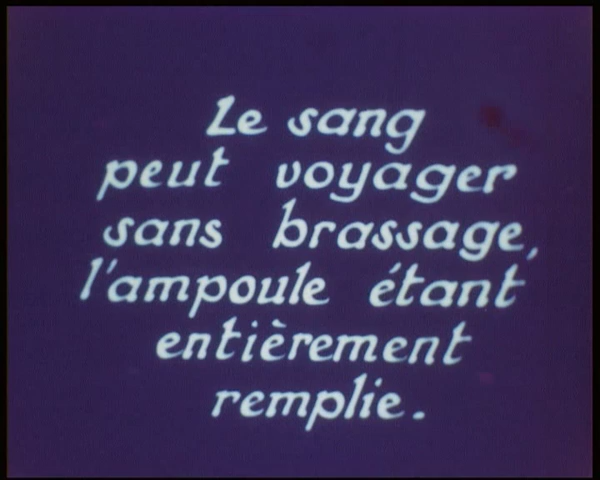 Le sang
peut voyager
sans brassage,
l'ampoule étant
entièrement
remplie.